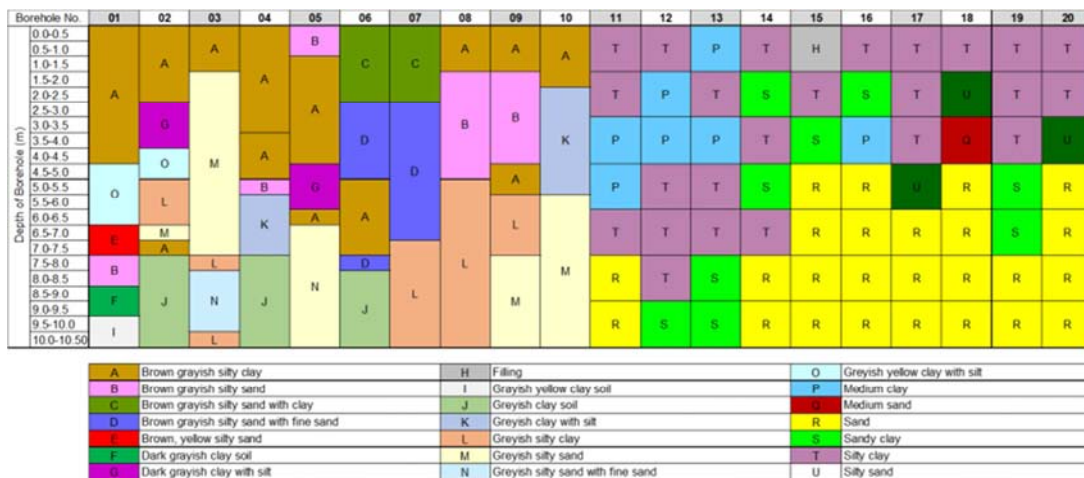 Borehole No. 01 02 03 04 05 06 07 08 09 10 11 12 13 14 15 16 17 18 19 20
Depth of Borehole (m)
0.0-0.5 B
0.5-1.0 A A A T T P T H T T T T T
1.0-1.5 A C C A
1.5-2.0 A
2.0-2.5 A T P T S T S T U T T
2.5-3.0 A
3.0-3.5 G B B
3.5-4.0 D K P P P T S P T Q T U
4.0-4.5 O M A
4.5-5.0 D A
5.0-5.5 B G P T T S R R U R S R
5.5-6.0 O L
6.0-6.5 A A
6.5-7.0 M K L T T T T R R R R S R
7.0-7.5 E A
7.5-8.0 L D L
8.0-8.5 B M R T S R R R R R R R
8.5-9.0 N L
9.0-9.5 F J N J J M
9.5-10.0 I R S S R R R R R R R
10.0-10.50 L
A Brown grayish silty clay H Filling O Greyish yellow clay with silt
B Brown grayish silty sand I Grayish yellow clay soil P Medium clay
C Brown grayish silty sand with clay J Greyish clay soil Q Medium sand
D Brown grayish silty sand with fine sand K Greyish clay with silt R Sand
E Brown, yellow silty sand L Greyish silty clay S Sandy clay
F Dark grayish clay soil M Greyish silty sand T Silty clay
G Dark grayish clay with silt N Greyish silty sand with fine sand U Silty sand